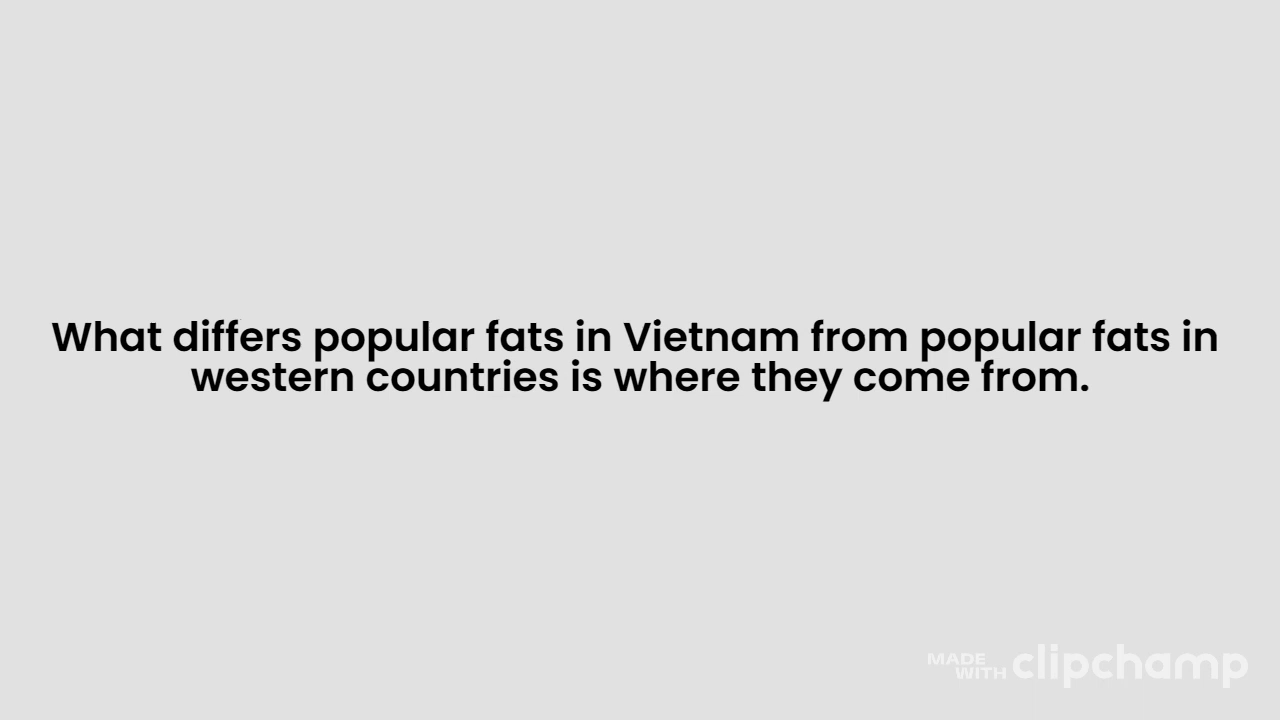 What differs popular fats in Vietnam from popular fats in
western countries is where they come from.
MADE
WITH clipchamp